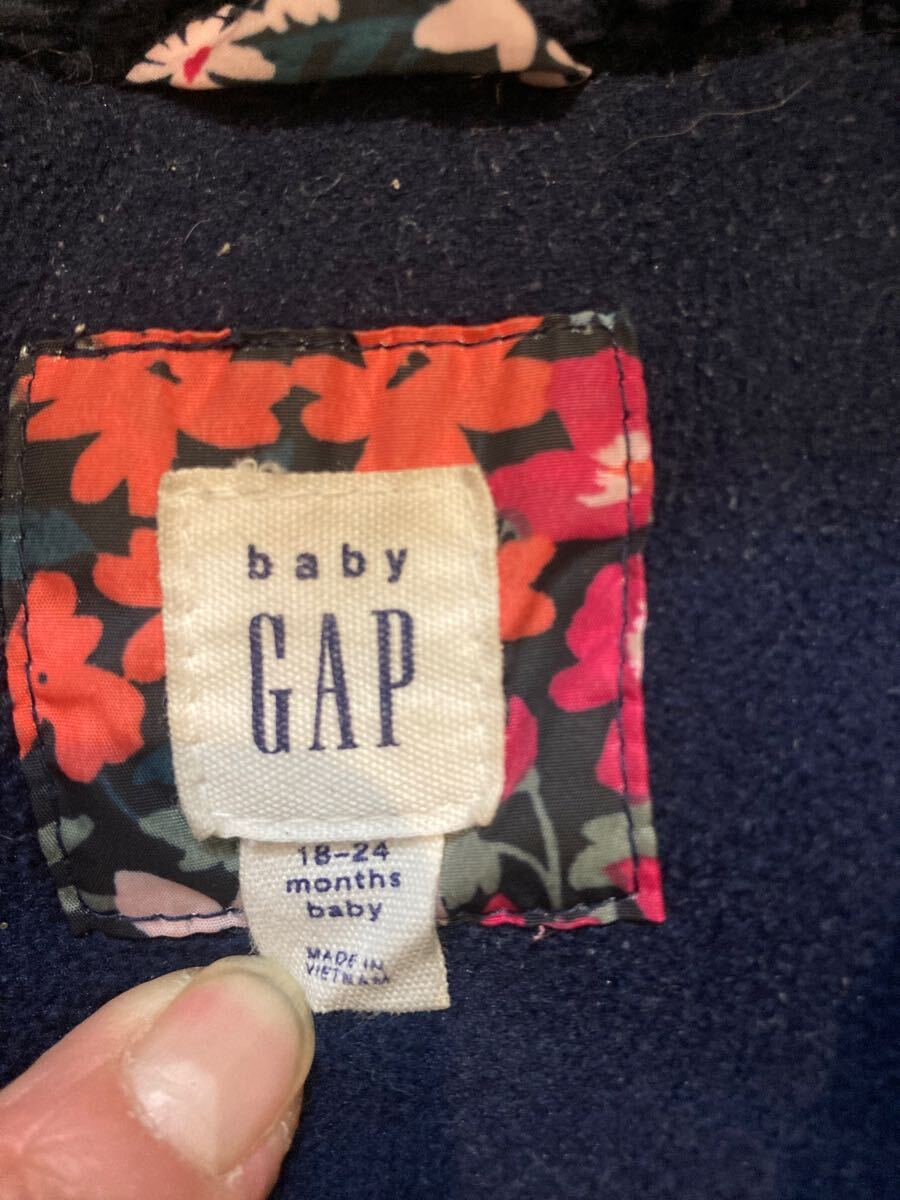 baby
GAP
18-24
months
baby
MADE IN
VIETNAM